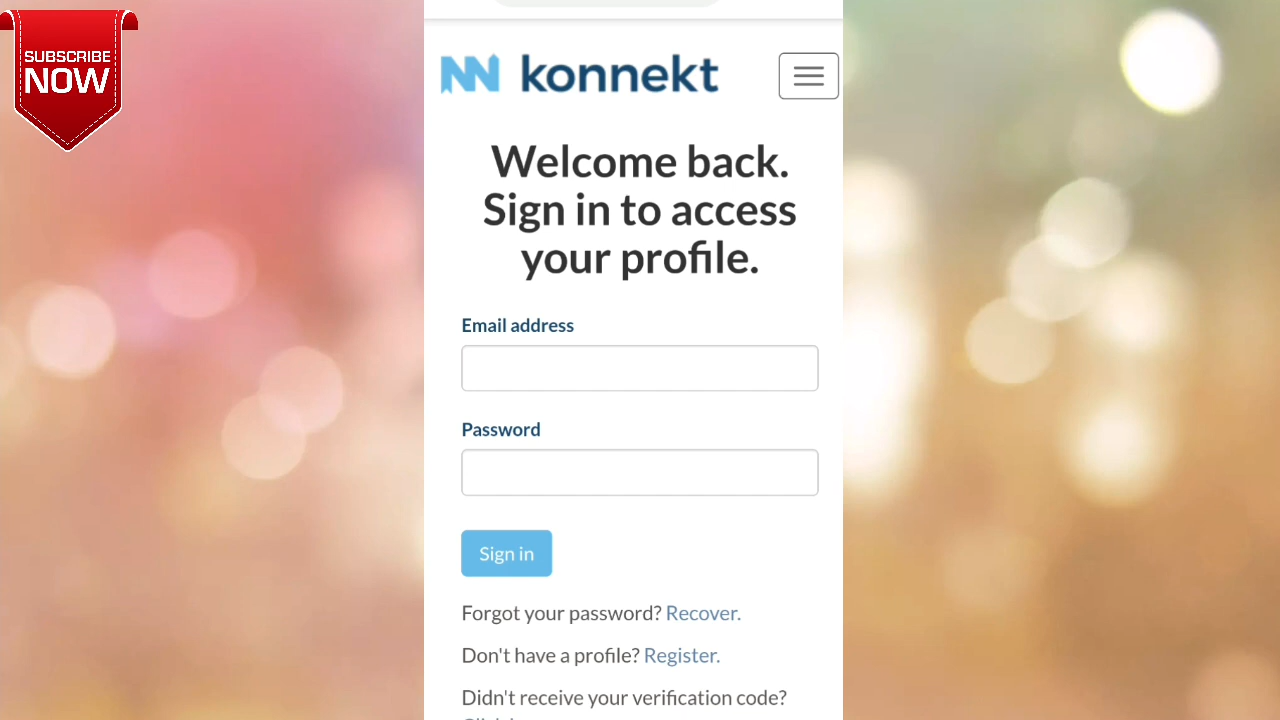 SUBSCRIBE
NOW
konnekt
Welcome back.
Sign in to access
your profile.
Email address
Password
Sign in
Forgot your password? Recover.
Don't have a profile? Register.
Didn't receive your verification code?